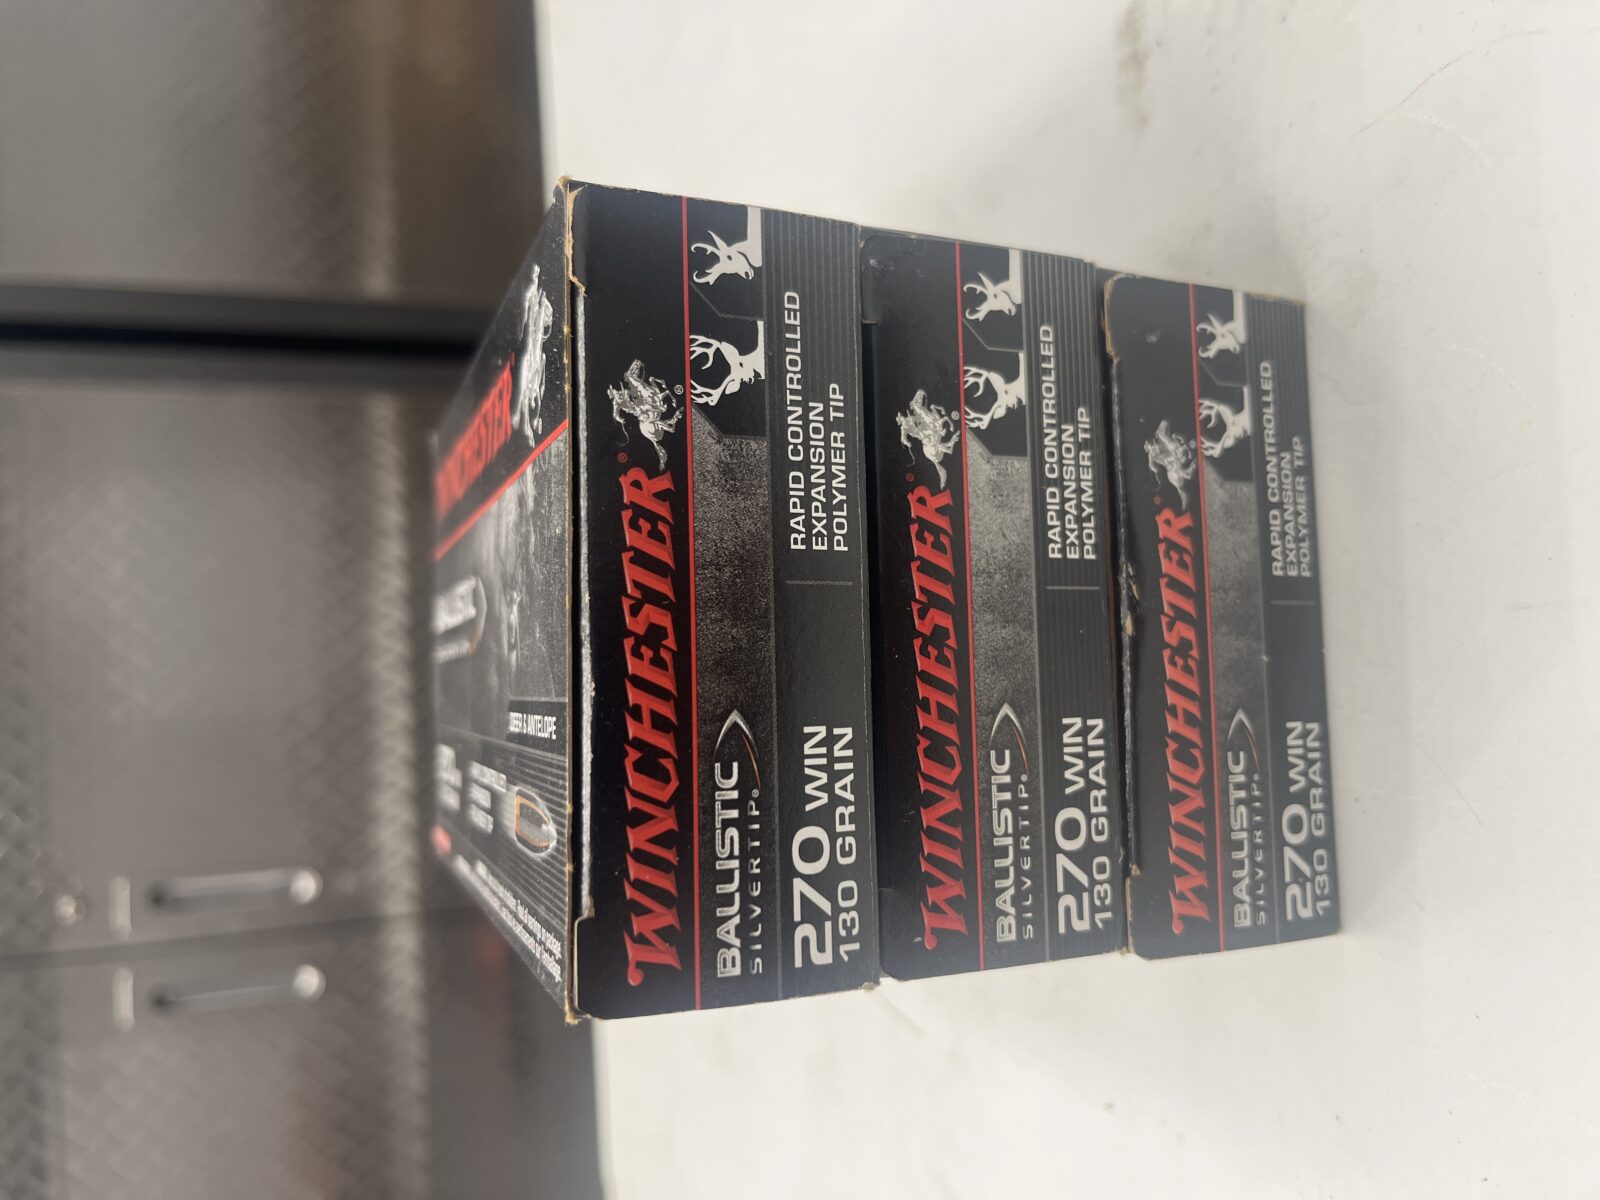 WINCHESTER
BALLISTIC
DEER & ANTELOPE
WINCHESTER®
®
BALLISTIC
SILVERTIP®
270 WIN
130 GRAIN
RAPID CONTROLLED
EXPANSION
POLYMER TIP
WINCHESTER®
®
BALLISTIC
SILVERTIP®
270 WIN
130 GRAIN
RAPID CONTROLLED
EXPANSION
POLYMER TIP
WINCHESTER®
®
BALLISTIC
SILVERTIP®
270 WIN
130 GRAIN
RAPID CONTROLLED
EXPANSION
POLYMER TIP